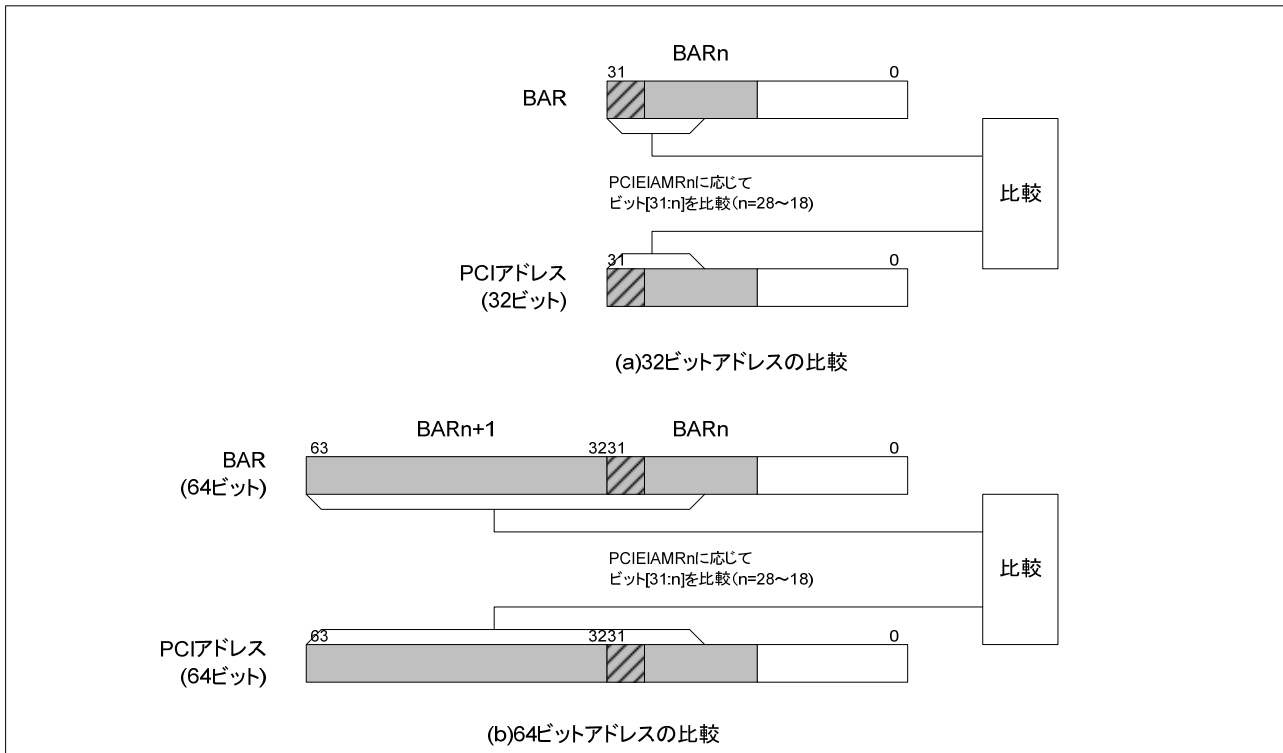 BARn
31 0
BAR
PCIEIAMRnに応じて
ビット[31:n]を比較(n=28～18)
比較
31 0
PCIアドレス
(32ビット)
(a)32ビットアドレスの比較
BARn+1 BARn
63 3231 0
BAR
(64ビット)
PCIEIAMRnに応じて
ビット[31:n]を比較(n=28～18)
比較
63 3231 0
PCIアドレス
(64ビット)
(b)64ビットアドレスの比較